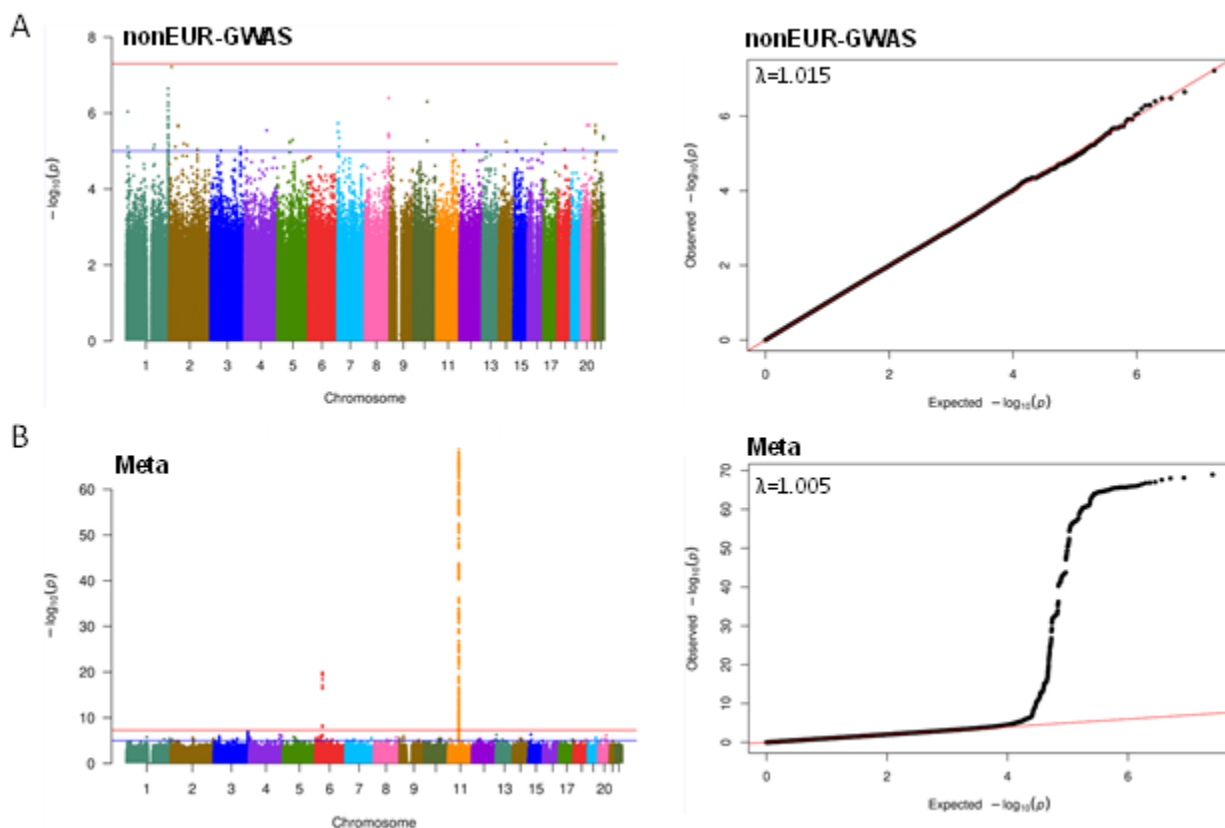 A
nonEUR-GWAS
8
6
4
2
0
−log10(p)
1 2 3 4 5 6 7 8 9 11 13 15 17 20
Chromosome
nonEUR-GWAS
λ=1.015
6
4
2
0
Observed −log10(p)
0 2 4 6
Expected −log10(p)
B
Meta
60
50
40
30
20
10
0
−log10(p)
1 2 3 4 5 6 7 8 9 11 13 15 17 20
Chromosome
Meta
λ=1.005
70
60
50
40
30
20
10
0
Observed −log10(p)
0 2 4 6
Expected −log10(p)